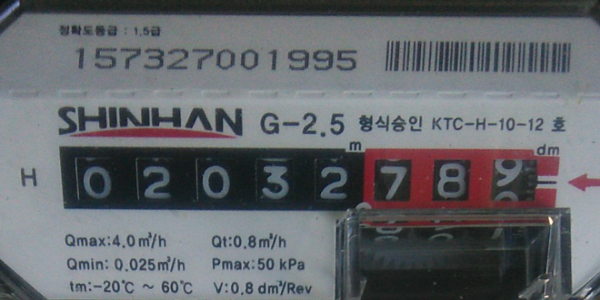 정확도등급 : 1.5급
157327001995
SHINHAN G-2.5 형식승인 KTC-H-10-12 호
m dm
H 0 2 0 3 2 7 8 9
Qmax:4.0㎥/h Qt:0.8㎥/h
Qmin: 0.025㎥/h Pmax:50 kPa
tm:-20℃ ~ 60℃ V:0.8 dm³/Rev